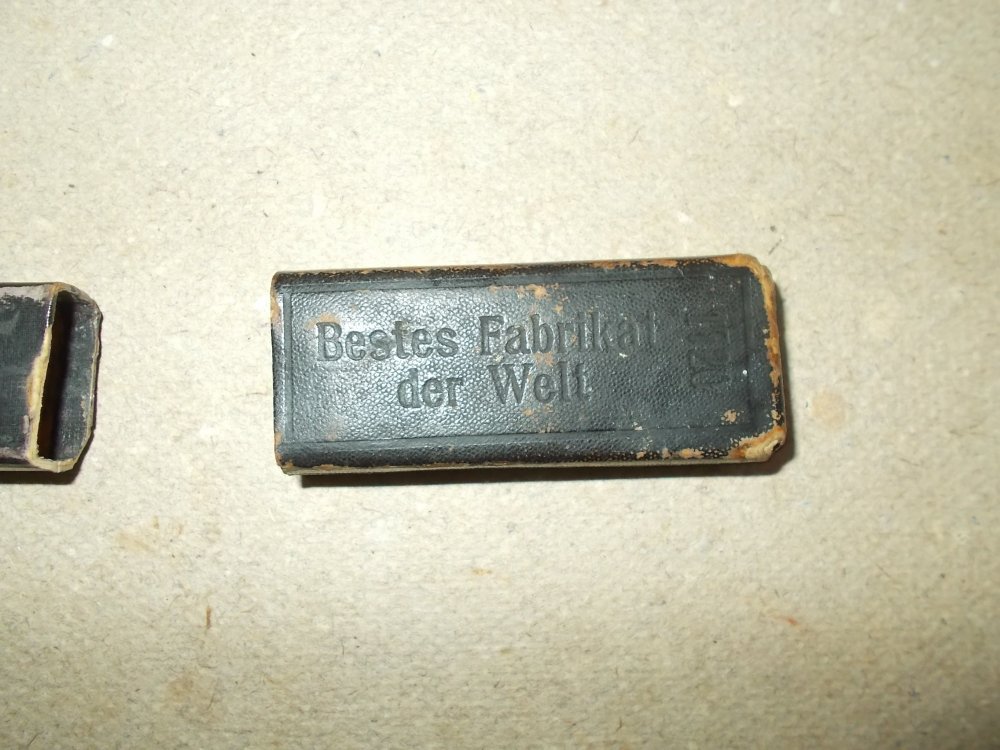 Bestes Fabrikat
der Welt